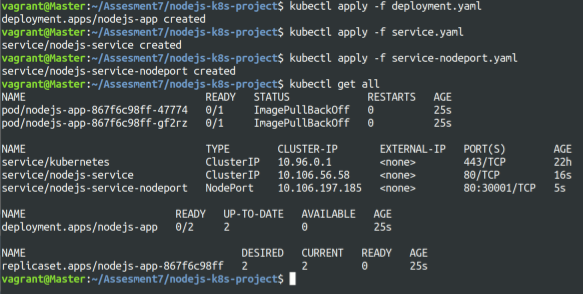 vagrant@Master:~/Assesment7/nodejs-k8s-project$ kubectl apply -f deployment.yaml
deployment.apps/nodejs-app created
vagrant@Master:~/Assesment7/nodejs-k8s-project$ kubectl apply -f service.yaml
service/nodejs-service created
vagrant@Master:~/Assesment7/nodejs-k8s-project$ kubectl apply -f service-nodeport.yaml
service/nodejs-service-nodeport created
vagrant@Master:~/Assesment7/nodejs-k8s-project$ kubectl get all
NAME READY STATUS RESTARTS AGE
pod/nodejs-app-867f6c98ff-47774 0/1 ImagePullBackOff 0 25s
pod/nodejs-app-867f6c98ff-gf2rz 0/1 ImagePullBackOff 0 25s
NAME TYPE CLUSTER-IP EXTERNAL-IP PORT(S) AGE
service/kubernetes ClusterIP 10.96.0.1 <none> 443/TCP 22h
service/nodejs-service ClusterIP 10.106.56.58 <none> 80/TCP 16s
service/nodejs-service-nodeport NodePort 10.106.197.185 <none> 80:30001/TCP 5s
NAME READY UP-TO-DATE AVAILABLE AGE
deployment.apps/nodejs-app 0/2 2 0 25s
NAME DESIRED CURRENT READY AGE
replicaset.apps/nodejs-app-867f6c98ff 2 2 0 25s
vagrant@Master:~/Assesment7/nodejs-k8s-project$